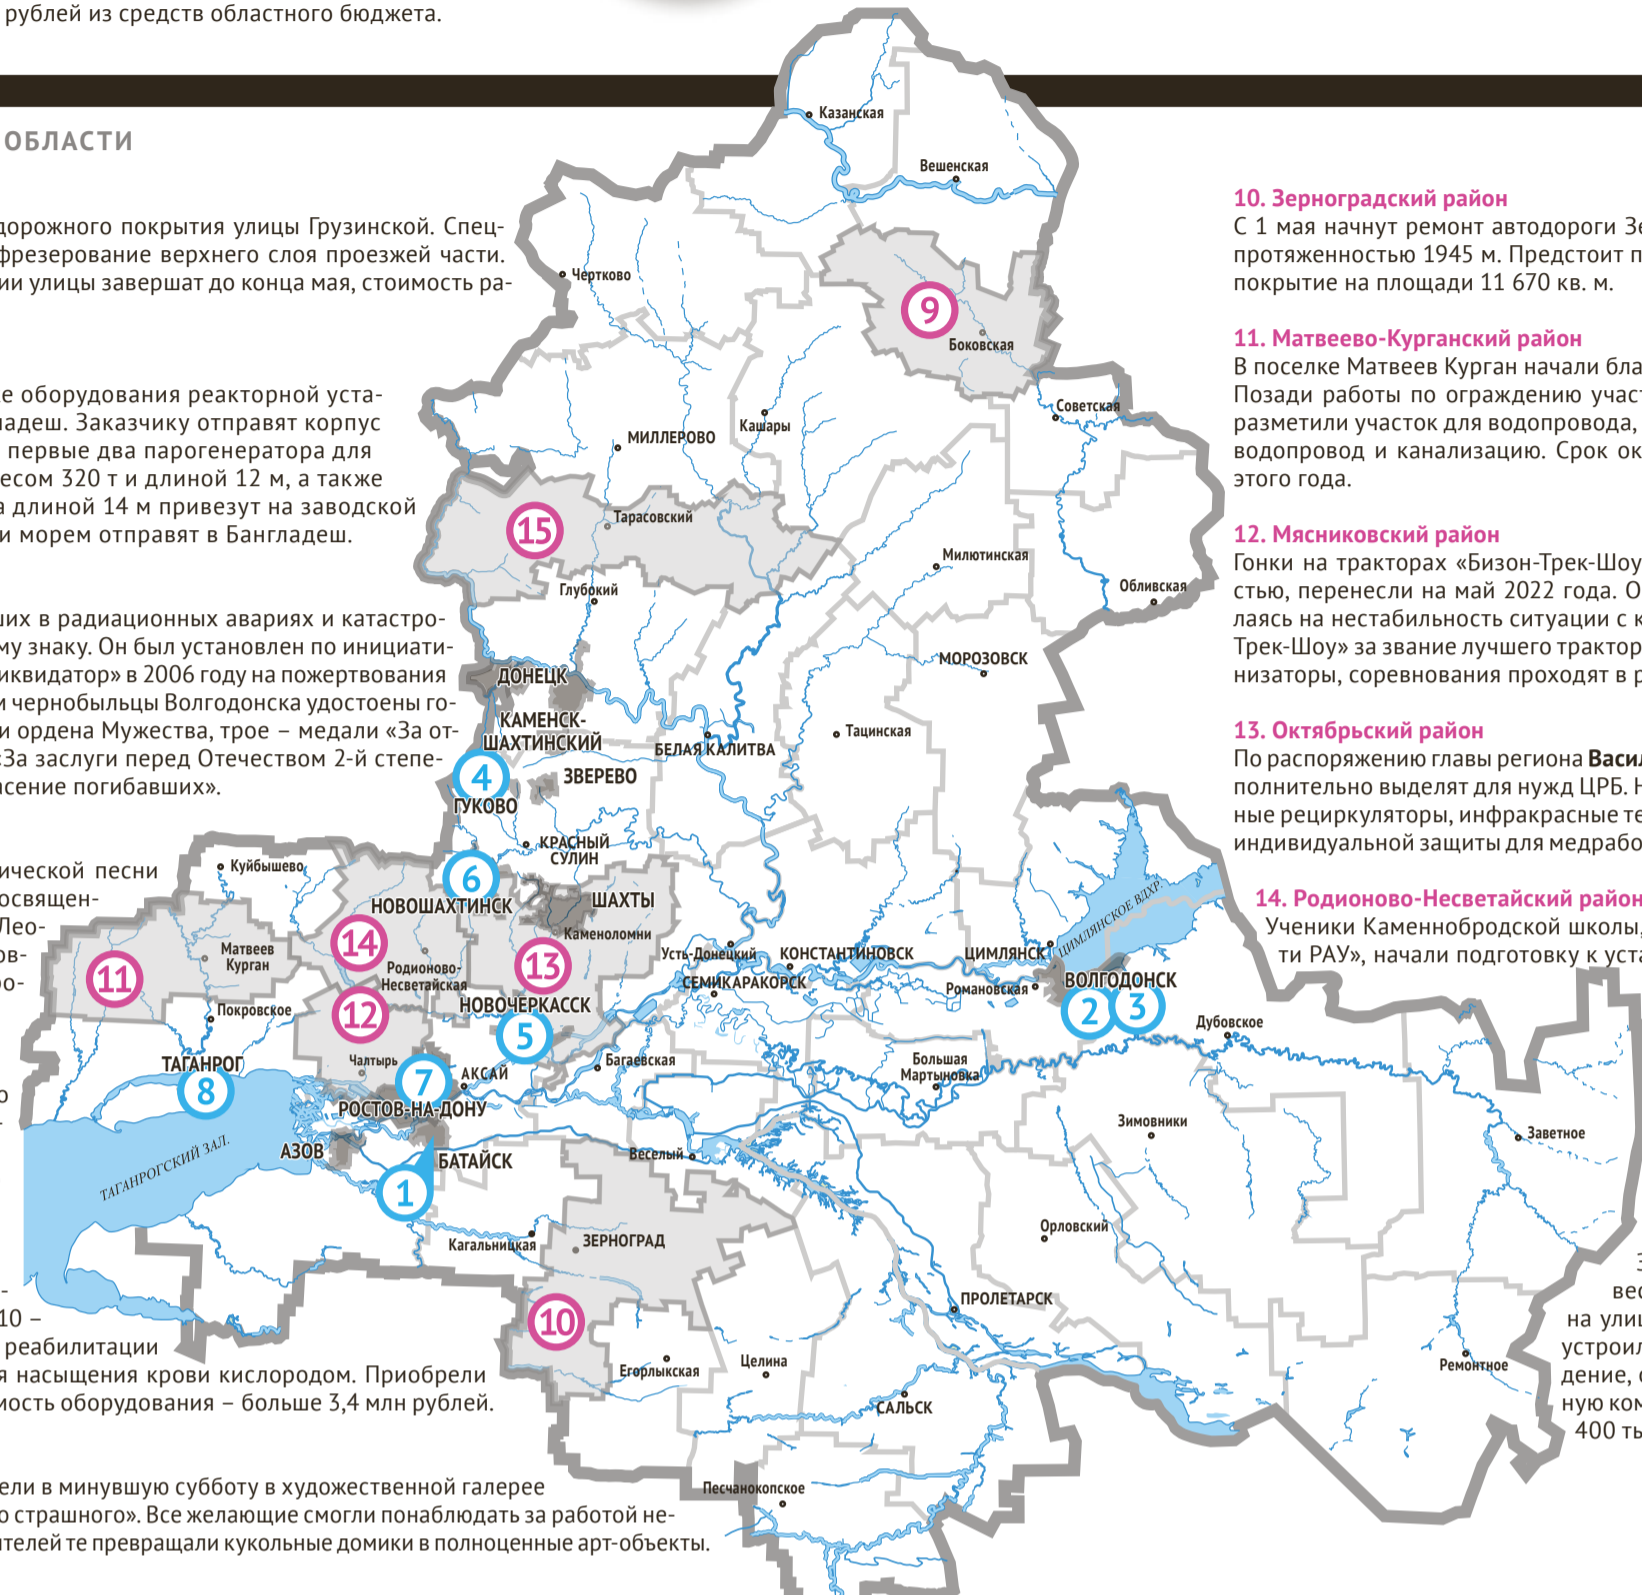 рублей из средств областного бюджета.
ОБЛАСТИ
дорожного покрытия улицы Грузинской. Спец-
фрезерование верхнего слоя проезжей части.
ии улицы завершат до конца мая, стоимость ра-
оборудования реакторной уста-
ладеш. Заказчику отправят корпус
первые два парогенератора для
есом 320 т и длиной 12 м, а также
длиной 14 м привезут на заводской
и морем отправят в Бангладеш.
ших в радиационных авариях и катастро-
му знаку. Он был установлен по инициати-
иквидатор» в 2006 году на пожертвования
и чернобыльцы Волгодонска удостоены го-
и ордена Мужества, трое – медали «За от-
«За заслуги перед Отечеством 2-й степе-
асение погибавших».
ической песни
освящен-
Лео-
ов-
ро-
о
-
10 –
реабилитации
я насыщения крови кислородом. Приобрели
мость оборудования – больше 3,4 млн рублей.
ели в минувшую субботу в художественной галерее
о страшного». Все желающие смогли понаблюдать за работой не-
ителей те превращали кукольные домики в полноценные арт-объекты.
Казанская
Вешенская
Чертково
9
Боковская
Советская
Кашары
МИЛЛЕРОВО
15
Тарасовский
Милютинская
Глубокий
Обливская
ДОНЕЦК
МОРОЗОВСК
КАМЕНСК-
ШАХТИНСКИЙ
Тацинская
БЕЛАЯ КАЛИТВА
4
ЗВЕРЕВО
ГУКОВО
КРАСНЫЙ
СУЛИН
Куйбышево
6
НОВОШАХТИНСК
ШАХТЫ
Каменоломни
14
Матвеев
Курган
11
Родионово-
Несветайская
13
Усть-Донецкий
КОНСТАНТИНОВСК
ЦИМЛЯНСК
ЦИМЛЯНСКОЕ ВДХР.
СЕМИКАРАКОРСК
Романовская
ВОЛГОДОНСК
2
3
НОВОЧЕРКАССК
5
Покровское
12
Дубовское
ТАГАНРОГ
8
Чалтырь
7
АКСАЙ
Багаевская
Большая
Мартыновка
РОСТОВ-НА-ДОНУ
ТАГАНРОГСКИЙ ЗАЛ.
АЗОВ
БАТАЙСК
1
Веселый
Зимовники
Заветное
Кагальницкая
ЗЕРНОГРАД
Орловский
ПРОЛЕТАРСК
10
Егорлыкская
Целина
Ремонтное
САЛЬСК
Песчанокопское
10. Зерноградский район
С 1 мая начнут ремонт автодороги Зе
протяженностью 1945 м. Предстоит п
покрытие на площади 11 670 кв. м.
11. Матвеево-Курганский район
В поселке Матвеев Курган начали бла
Позади работы по ограждению участ
разметили участок для водопровода,
водопровод и канализацию. Срок ок
этого года.
12. Мясниковский район
Гонки на тракторах «Бизон-Трек-Шоу
стью, перенесли на май 2022 года. О
лаясь на нестабильность ситуации с к
Трек-Шоу» за звание лучшего трактор
низаторы, соревнования проходят в р
13. Октябрьский район
По распоряжению главы региона Васил
полнительно выделят для нужд ЦРБ. Н
ные рециркуляторы, инфракрасные те
индивидуальной защиты для медрабо
14. Родионово-Несветайский район
Ученики Каменнобродской школы,
ти РАУ», начали подготовку к уста
З
вес
на улиц
устроил
дение, о
ную ком
400 ты